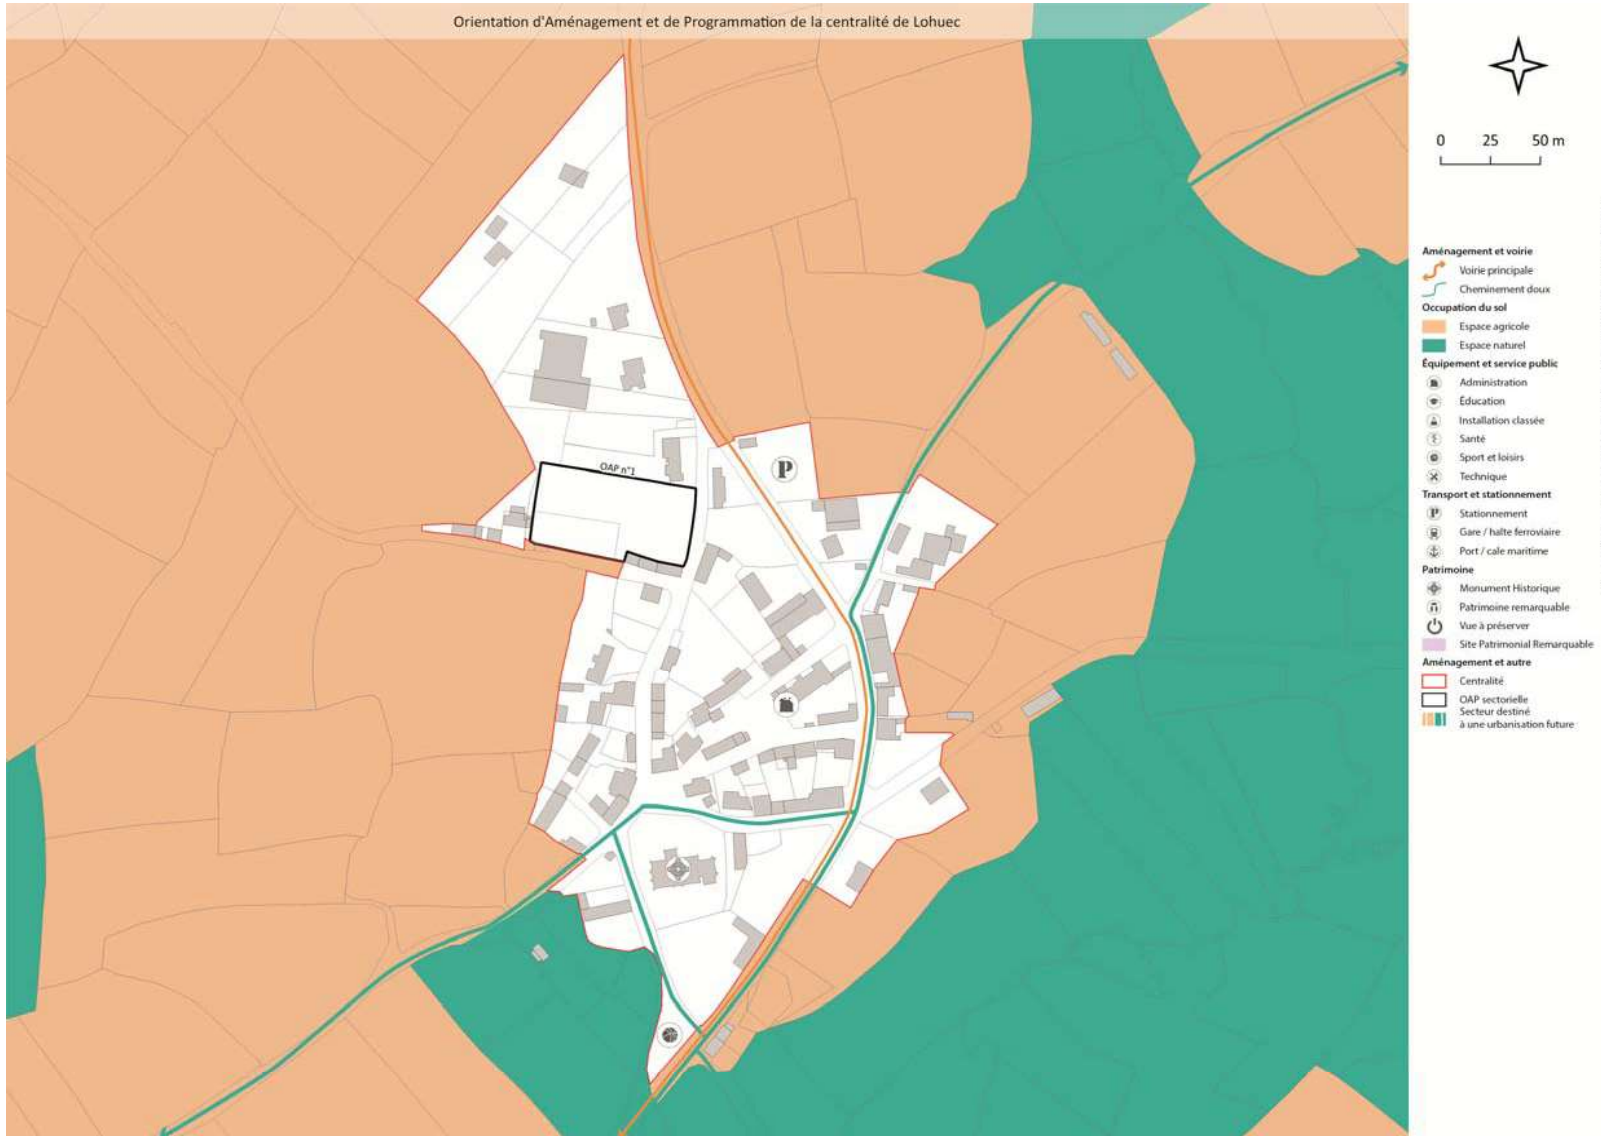 Orientation d'Aménagement et de Programmation de la centralité de Lohuec
0 25 50 m
OAP n°1
P
Aménagement et voirie
Voirie principale
Cheminement doux
Occupation du sol
Espace agricole
Espace naturel
Équipement et service public
Administration
Éducation
Installation classée
Santé
Sport et loisirs
Technique
Transport et stationnement
P Stationnement
Gare / halte ferroviaire
Port / cale maritime
Patrimoine
Monument Historique
Patrimoine remarquable
Vue à préserver
Site Patrimonial Remarquable
Aménagement et autre
Centralité
OAP sectorielle
Secteur destiné
à une urbanisation future